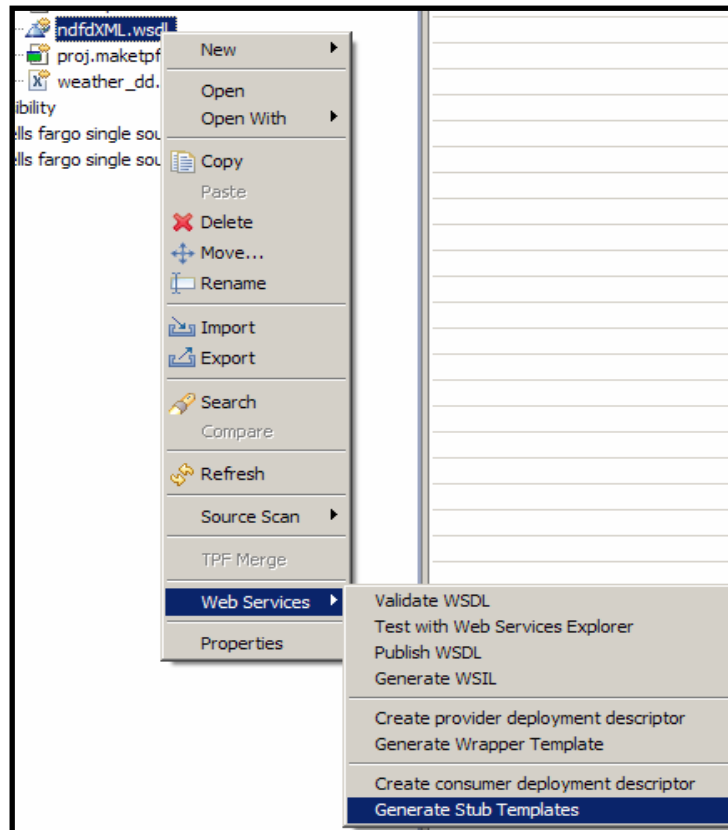 ndfdXML.wsdl
proj.maketpf
weather_dd.
ibility
lls fargo single sou
lls fargo single sou
New
Open
Open With
Copy
Paste
Delete
Move...
Rename
Import
Export
Search
Compare
Refresh
Source Scan
TPF Merge
Web Services
Properties
Validate WSDL
Test with Web Services Explorer
Publish WSDL
Generate WSIL
Create provider deployment descriptor
Generate Wrapper Template
Create consumer deployment descriptor
Generate Stub Templates